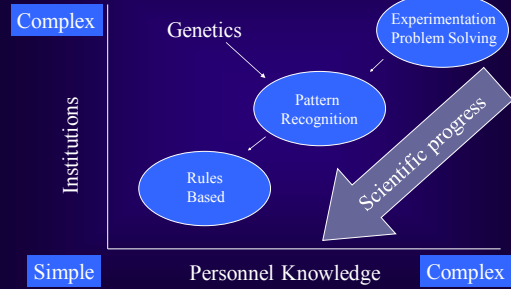 Complex
Experimentation
Problem Solving
Genetics
Pattern
Recognition
Scientific progress
Institutions
Rules
Based
Simple
Personnel Knowledge
Complex